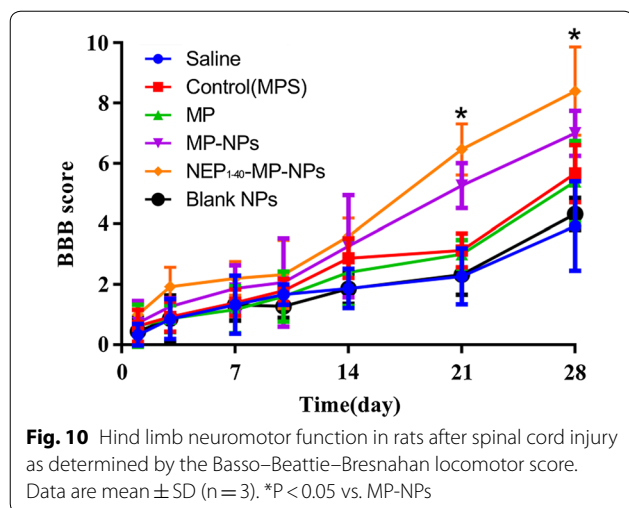 10
8
6
4
2
0
BBB score
*
*
Saline
Control(MPS)
MP
MP-NPs
NEP₁₋₄₀-MP-NPs
Blank NPs
0 7 14 21 28
Time(day)
Fig. 10 Hind limb neuromotor function in rats after spinal cord injury
as determined by the Basso–Beattie–Bresnahan locomotor score.
Data are mean ± SD (n = 3). *P < 0.05 vs. MP-NPs